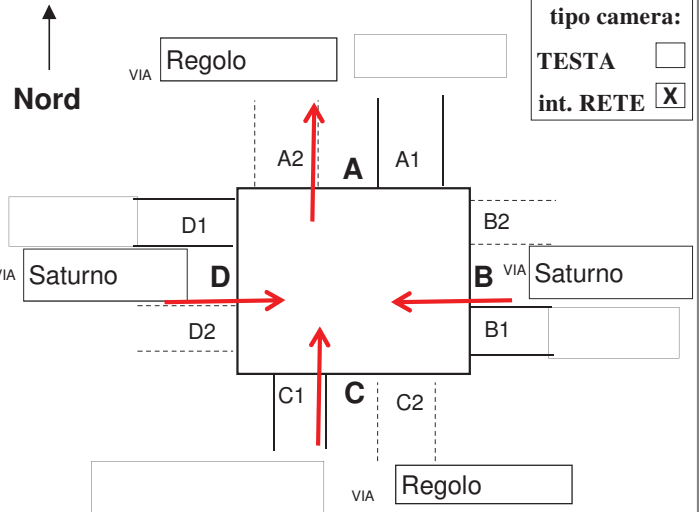 tipo camera:
VIA Regolo
TESTA
Nord
int. RETE X
A2 A A1
D1 B2
VIA Saturno D B VIA Saturno
D2 B1
C1 C C2
VIA Regolo